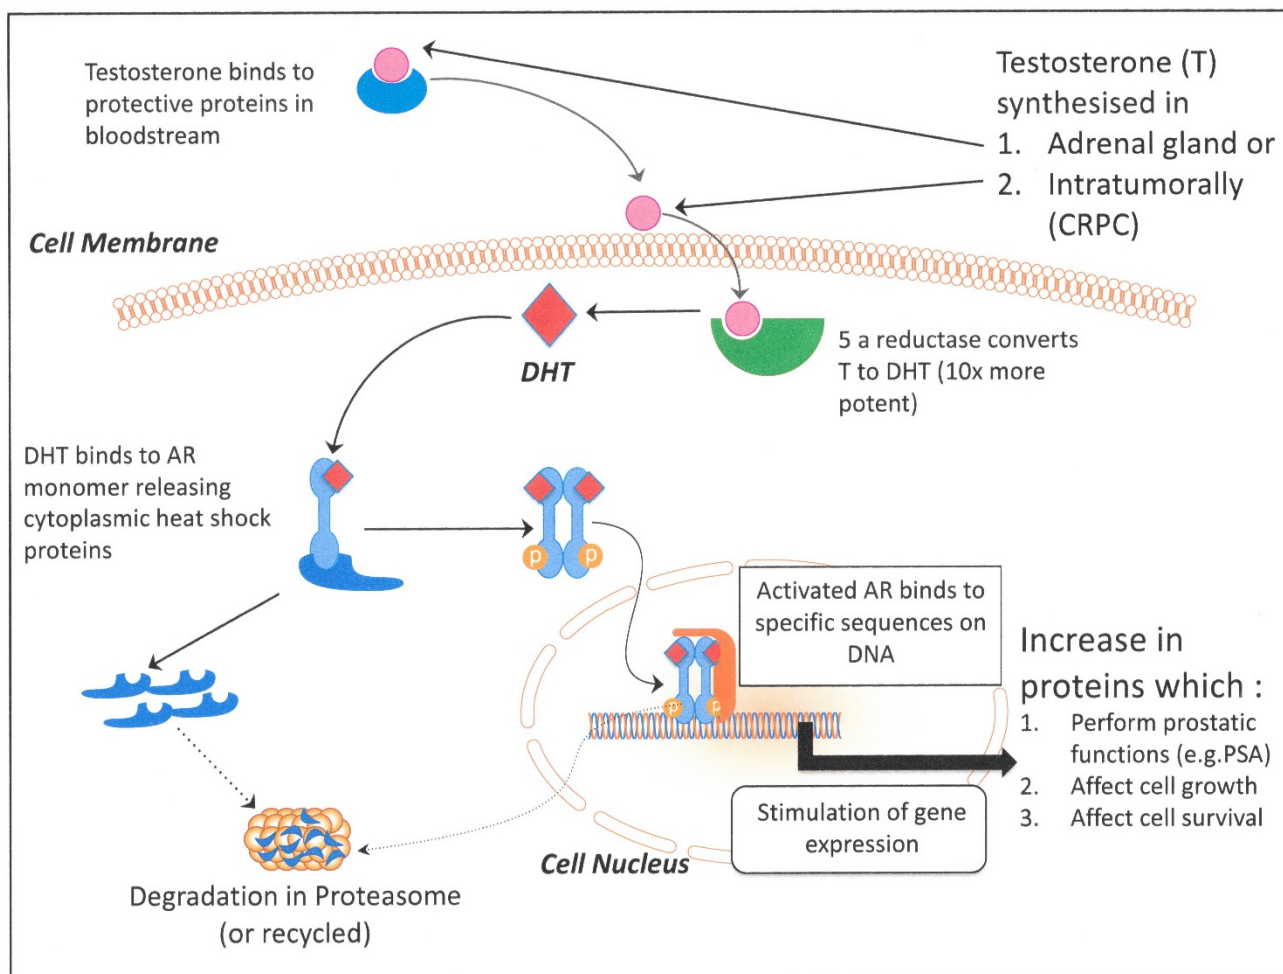 Testosterone binds to
protective proteins in
bloodstream
Testosterone (T)
synthesised in
1. Adrenal gland or
2. Intratumorally
(CRPC)
Cell Membrane
DHT
5 a reductase converts
T to DHT (10x more
potent)
DHT binds to AR
monomer releasing
cytoplasmic heat shock
proteins
p
p
Activated AR binds to
specific sequences on
DNA
p
p
Increase in
proteins which :
1. Perform prostatic
functions (e.g.PSA)
2. Affect cell growth
3. Affect cell survival
Stimulation of gene
expression
Cell Nucleus
Degradation in Proteasome
(or recycled)